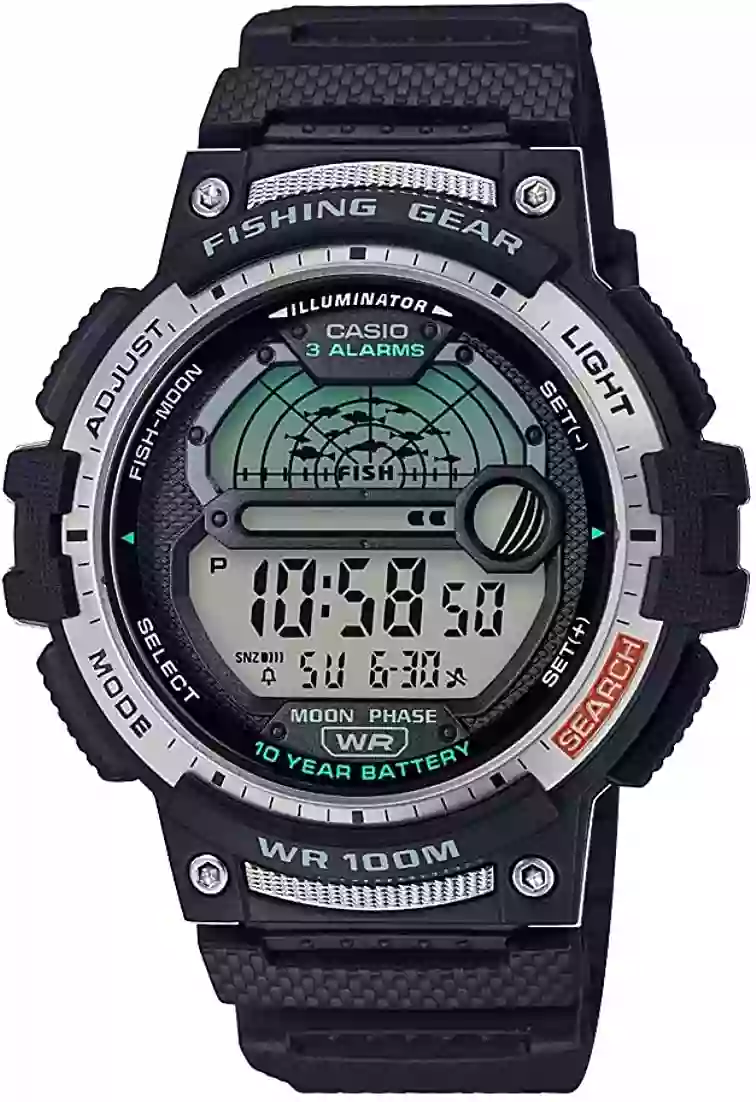 FISHING GEAR
ILLUMINATOR
CASIO
3 ALARMS
ADJUST
LIGHT
FISH-MOON
SET(-)
FISH
P 10:58 50
SNZ
SU 6-30
SELECT
SET(+)
MODE
SEARCH
MOON PHASE
WR
10 YEAR BATTERY
WR 100M